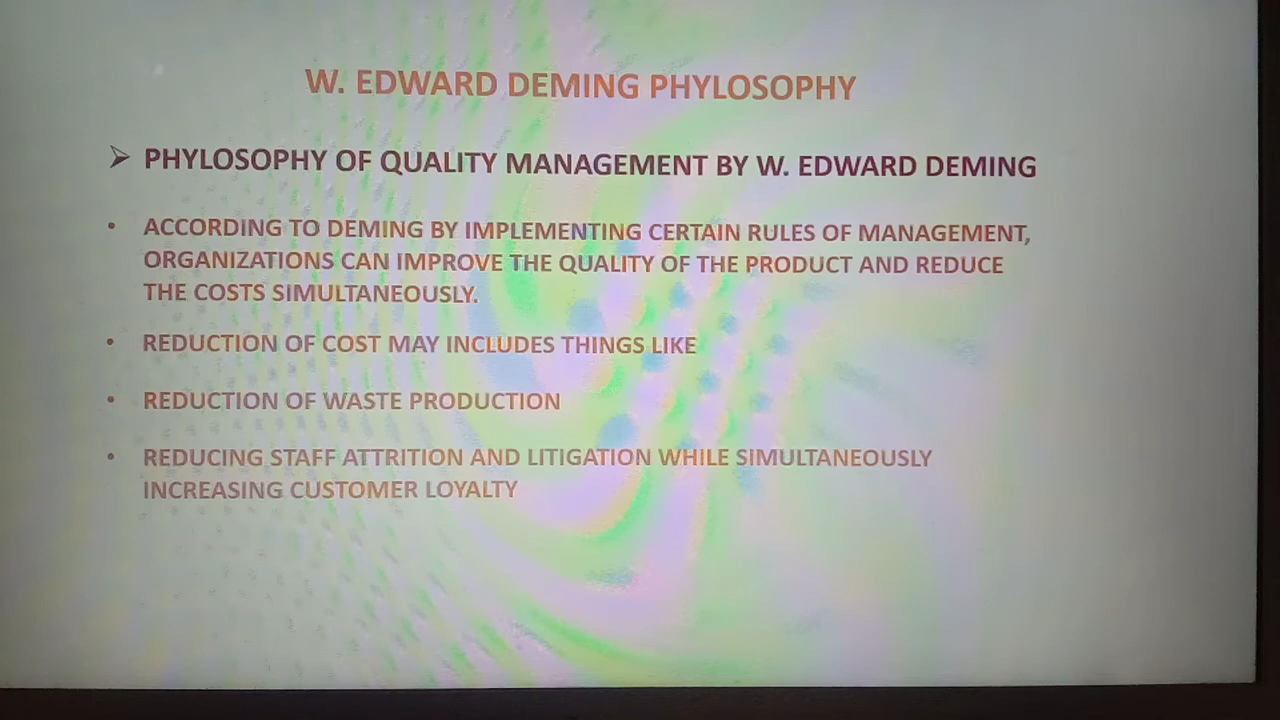 W. EDWARD DEMING PHYLOSOPHY
PHYLOSOPHY OF QUALITY MANAGEMENT BY W. EDWARD DEMING
ACCORDING TO DEMING BY IMPLEMENTING CERTAIN RULES OF MANAGEMENT,
ORGANIZATIONS CAN IMPROVE THE QUALITY OF THE PRODUCT AND REDUCE
THE COSTS SIMULTANEOUSLY.
REDUCTION OF COST MAY INCLUDES THINGS LIKE
REDUCTION OF WASTE PRODUCTION
REDUCING STAFF ATTRITION AND LITIGATION WHILE SIMULTANEOUSLY
INCREASING CUSTOMER LOYALTY